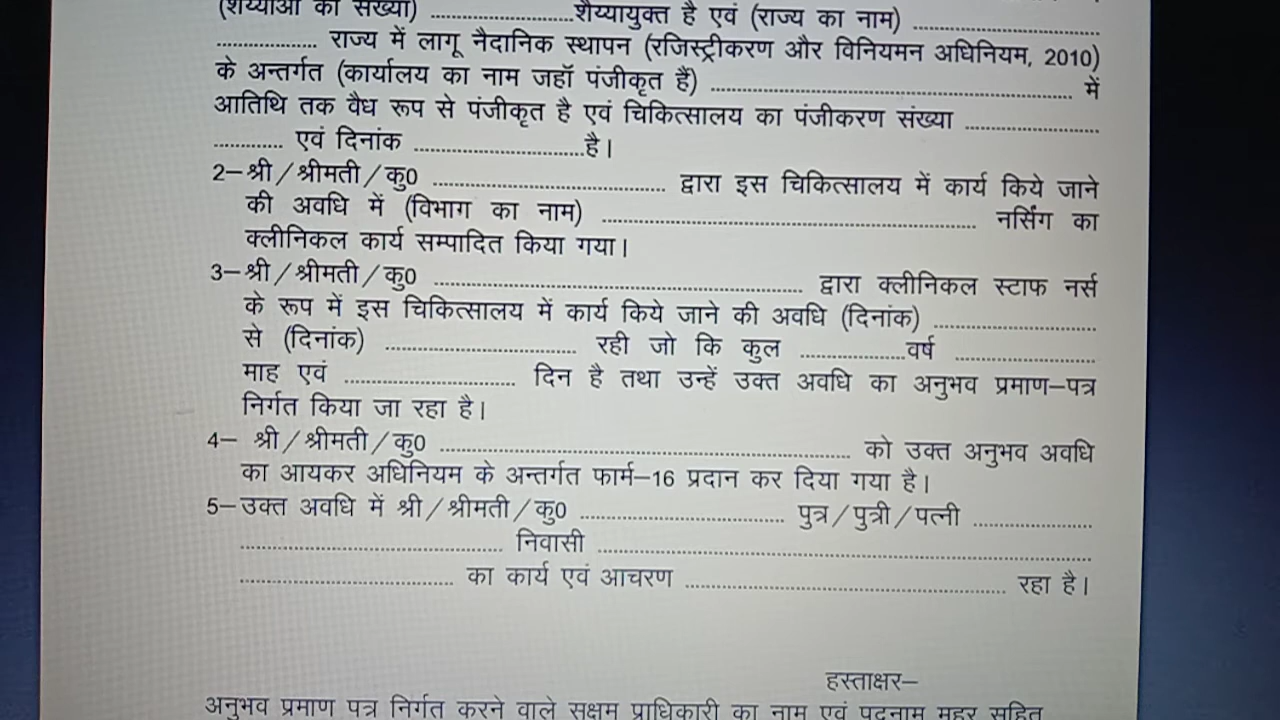 (शैय्याओं की संख्या) ........................शैय्यायुक्त है एवं (राज्य का नाम) ................................
................. राज्य में लागू नैदानिक स्थापन (रजिस्ट्रीकरण और विनियमन अधिनियम, 2010)
के अन्तर्गत (कार्यालय का नाम जहॉ पंजीकृत हैं) ............................................................. में
आतिथि तक वैध रूप से पंजीकृत है एवं चिकित्सालय का पंजीकरण संख्या .......................
............ एवं दिनांक .............................है।
2–श्री / श्रीमती / कु0 ....................................... द्वारा इस चिकित्सालय में कार्य किये जाने
की अवधि में (विभाग का नाम) ............................................................... नर्सिंग का
क्लीनिकल कार्य सम्पादित किया गया।
3–श्री / श्रीमती / कु0 ................................................................. द्वारा क्लीनिकल स्टाफ नर्स
के रूप में इस चिकित्सालय में कार्य किये जाने की अवधि (दिनांक) ............................
से (दिनांक) ................................ रही जो कि कुल ..................वर्ष ........................
माह एवं ............................. दिन है तथा उन्हें उक्त अवधि का अनुभव प्रमाण–पत्र
निर्गत किया जा रहा है।
4– श्री / श्रीमती / कु0 ...................................................................... को उक्त अनुभव अवधि
का आयकर अधिनियम के अन्तर्गत फार्म–16 प्रदान कर दिया गया है।
5–उक्त अवधि में श्री / श्रीमती / कु0 .................................. पुत्र / पुत्री / पत्नी ....................
............................................ निवासी ....................................................................................
.................................... का कार्य एवं आचरण ...................................................... रहा है।
हस्ताक्षर–
अनुभव प्रमाण पत्र निर्गत करने वाले सक्षम प्राधिकारी का नाम एवं पदनाम मुहर सहित